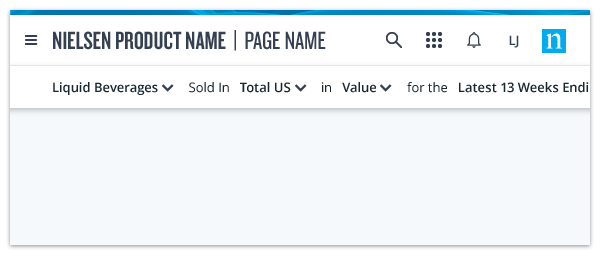 NIELSEN PRODUCT NAME | PAGE NAME LJ n
Liquid Beverages Sold In Total US in Value for the Latest 13 Weeks Endi